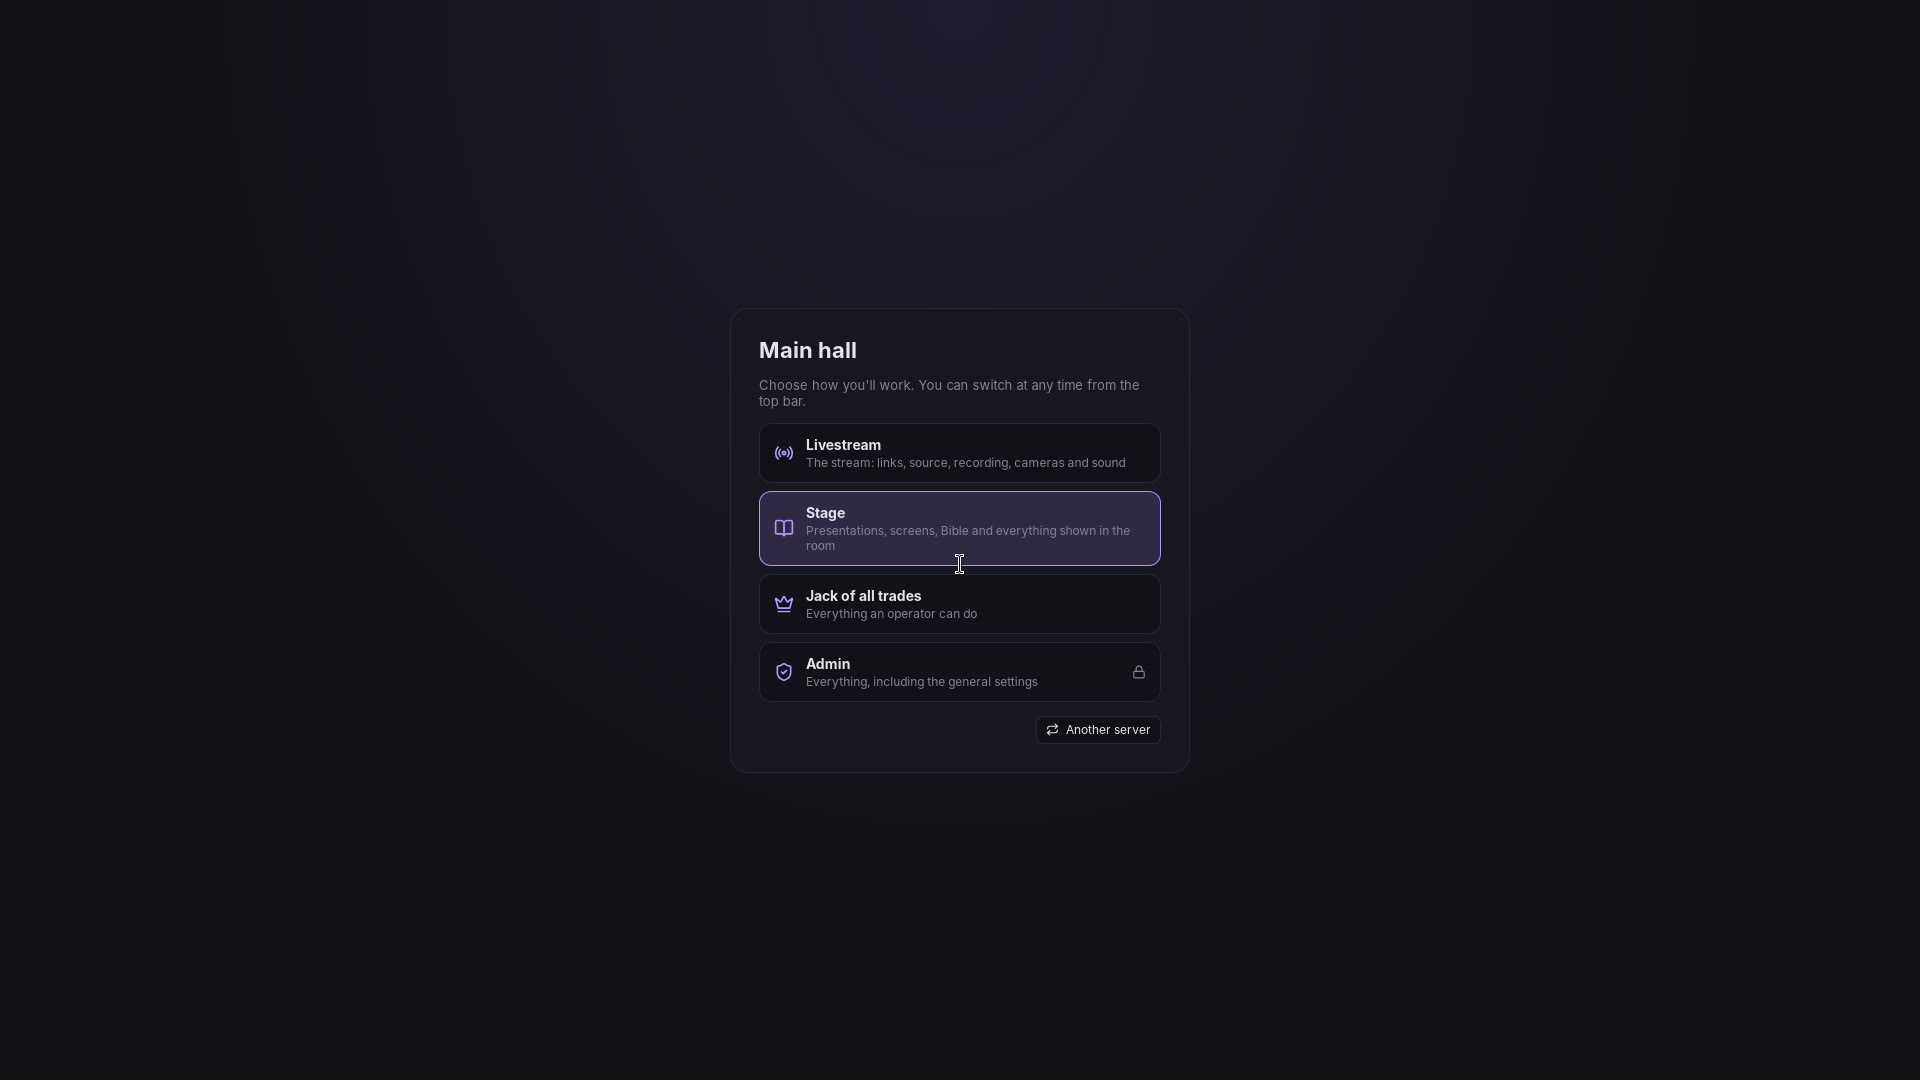 Main hall
Choose how you'll work. You can switch at any time from the
top bar.
Livestream
The stream: links, source, recording, cameras and sound
Stage
Presentations, screens, Bible and everything shown in the
room
Jack of all trades
Everything an operator can do
Admin
Everything, including the general settings
Another server